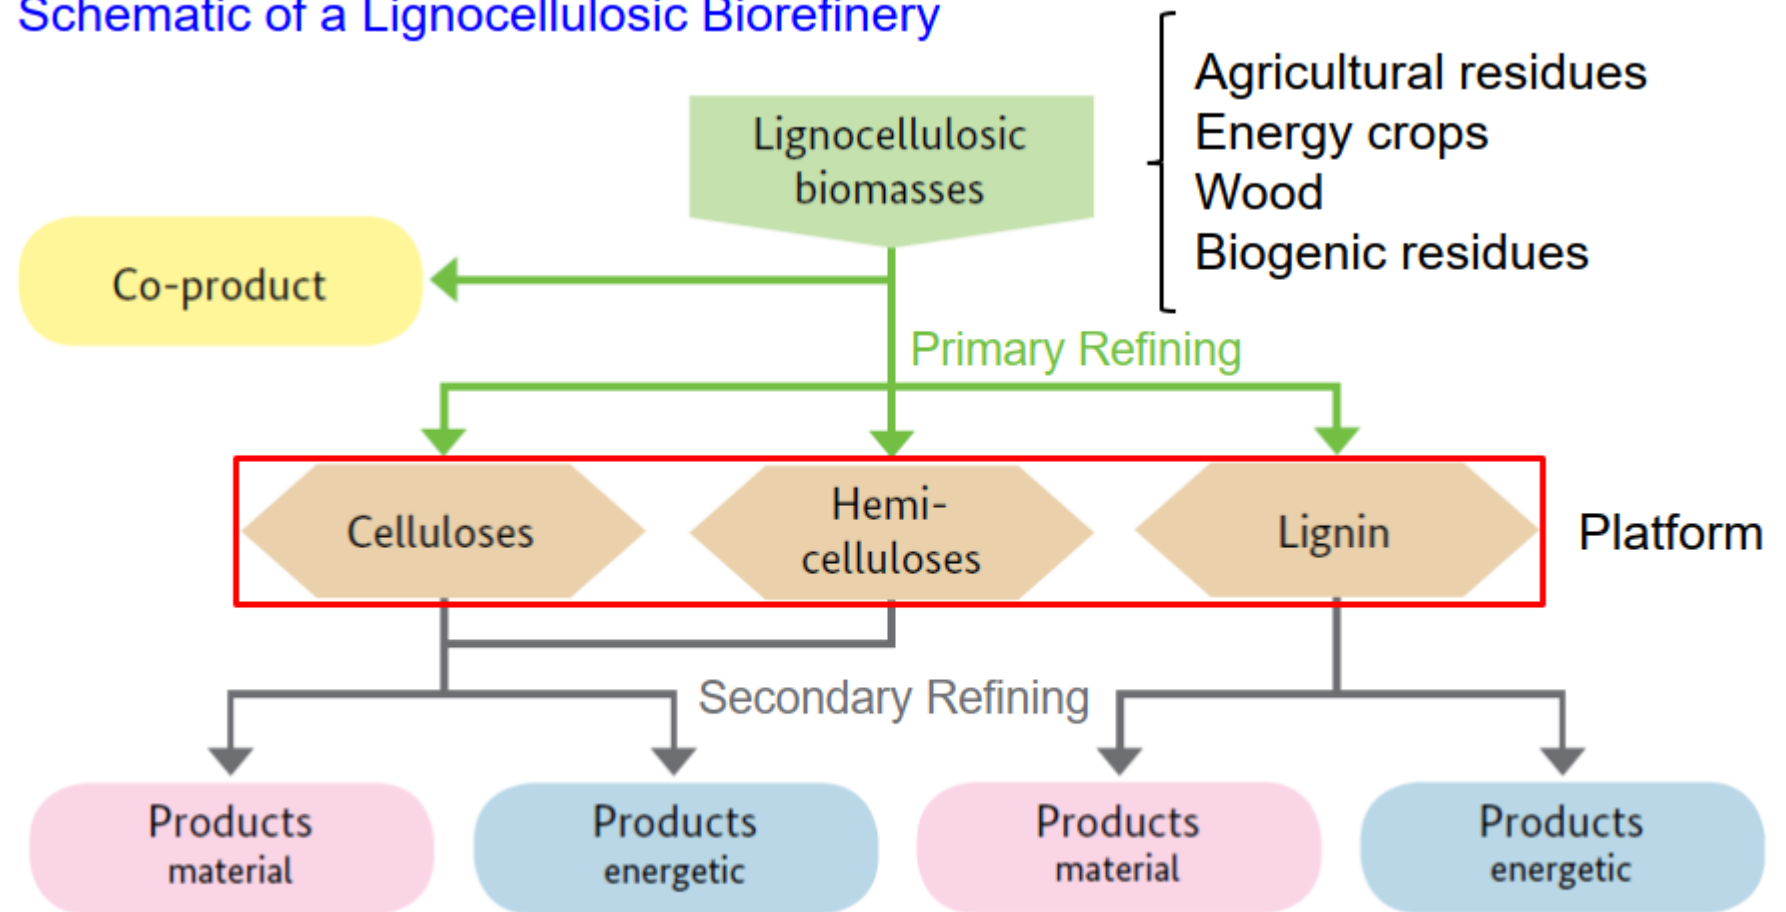 Schematic of a Lignocellulosic Biorefinery
Agricultural residues
Energy crops
Wood
Biogenic residues
Lignocellulosic
biomasses
Co-product
Primary Refining
Celluloses
Hemi-
celluloses
Lignin
Platform
Secondary Refining
Products
material
Products
energetic
Products
material
Products
energetic